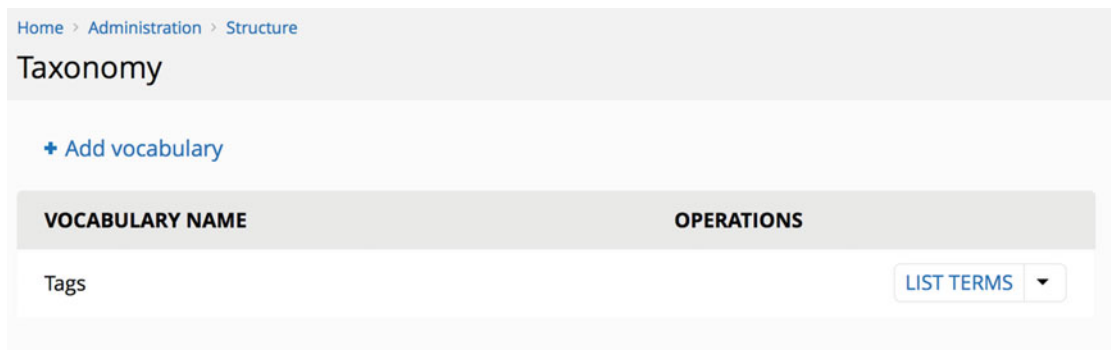 Home > Administration > Structure
Taxonomy
+ Add vocabulary
VOCABULARY NAME OPERATIONS
Tags LIST TERMS